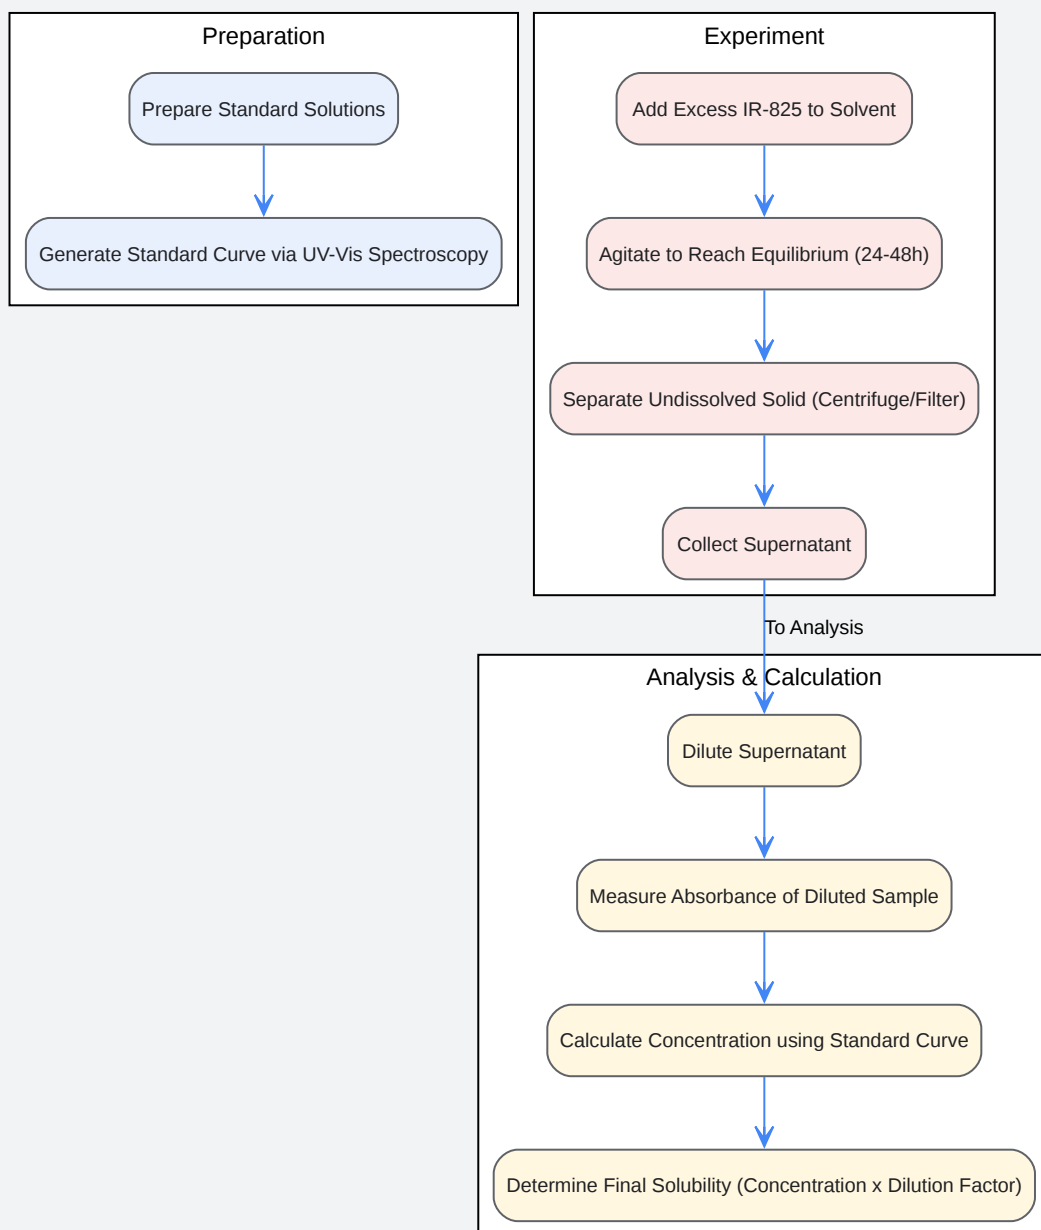 Preparation
Prepare Standard Solutions
Generate Standard Curve via UV-Vis Spectroscopy
Experiment
Add Excess IR-825 to Solvent
Agitate to Reach Equilibrium (24-48h)
Separate Undissolved Solid (Centrifuge/Filter)
Collect Supernatant
To Analysis
Analysis & Calculation
Dilute Supernatant
Measure Absorbance of Diluted Sample
Calculate Concentration using Standard Curve
Determine Final Solubility (Concentration x Dilution Factor)